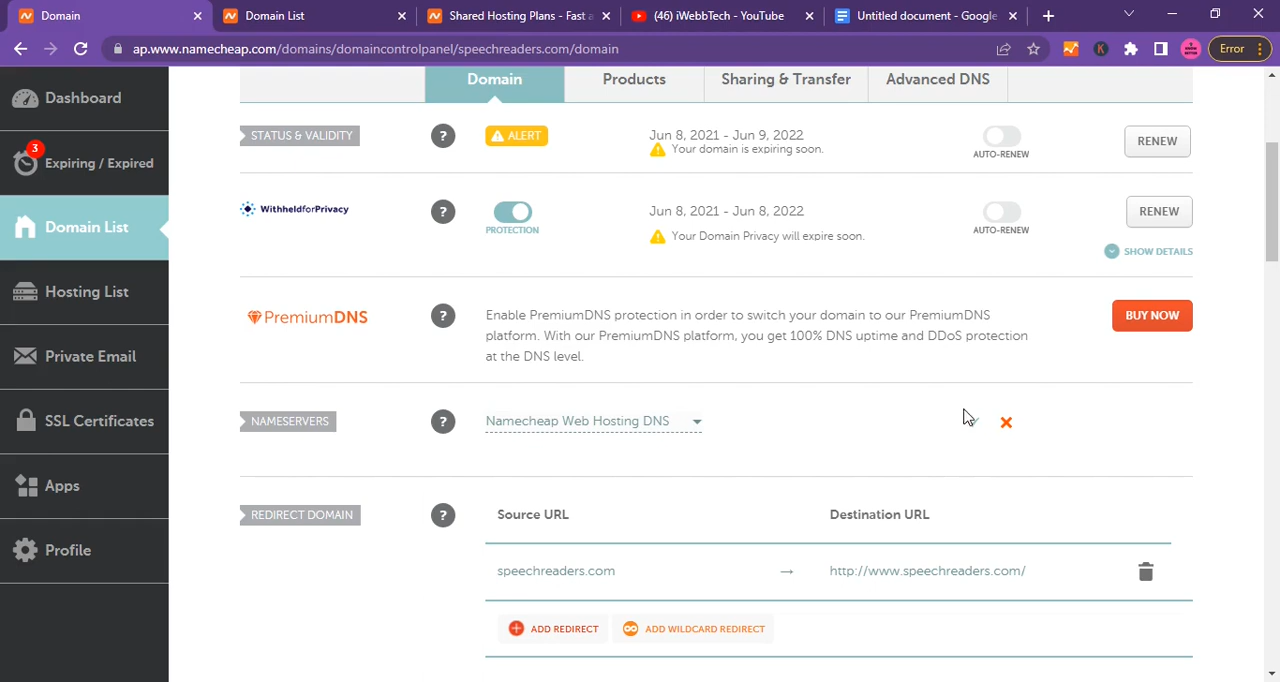 Domain
Domain List
Shared Hosting Plans - Fast a
(46) iWebbTech - YouTube
Untitled document - Google
ap.www.namecheap.com/domains/domaincontrolpanel/speechreaders.com/domain
K
Error
Dashboard
3
Expiring / Expired
Domain List
Hosting List
Private Email
SSL Certificates
Apps
Profile
Domain
Products
Sharing & Transfer
Advanced DNS
STATUS & VALIDITY
?
ALERT
Jun 8, 2021 - Jun 9, 2022
Your domain is expiring soon.
AUTO-RENEW
RENEW
WithheldforPrivacy
?
PROTECTION
Jun 8, 2021 - Jun 8, 2022
Your Domain Privacy will expire soon.
AUTO-RENEW
RENEW
SHOW DETAILS
PremiumDNS
?
Enable PremiumDNS protection in order to switch your domain to our PremiumDNS
platform. With our PremiumDNS platform, you get 100% DNS uptime and DDoS protection
at the DNS level.
BUY NOW
NAMESERVERS
?
Namecheap Web Hosting DNS
REDIRECT DOMAIN
?
Source URL
Destination URL
speechreaders.com
→
http://www.speechreaders.com/
ADD REDIRECT
ADD WILDCARD REDIRECT